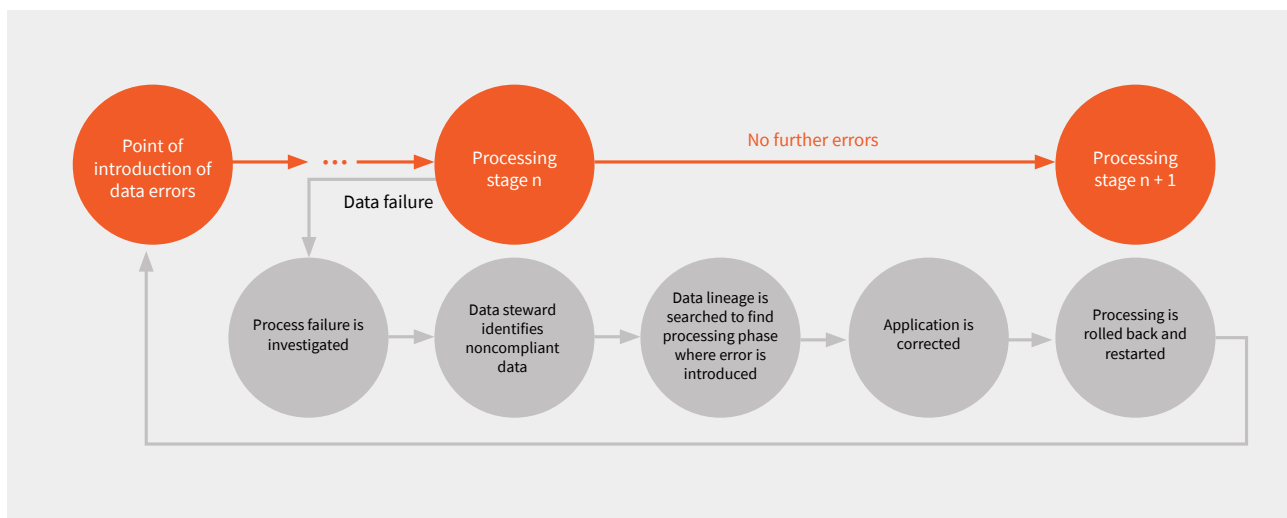 Point of
introduction of
data errors
...
Processing
stage n
No further errors
Processing
stage n + 1
Data failure
Process failure is
investigated
Data steward
identifies
noncompliant
data
Data lineage is
searched to find
processing phase
where error is
introduced
Application is
corrected
Processing is
rolled back and
restarted